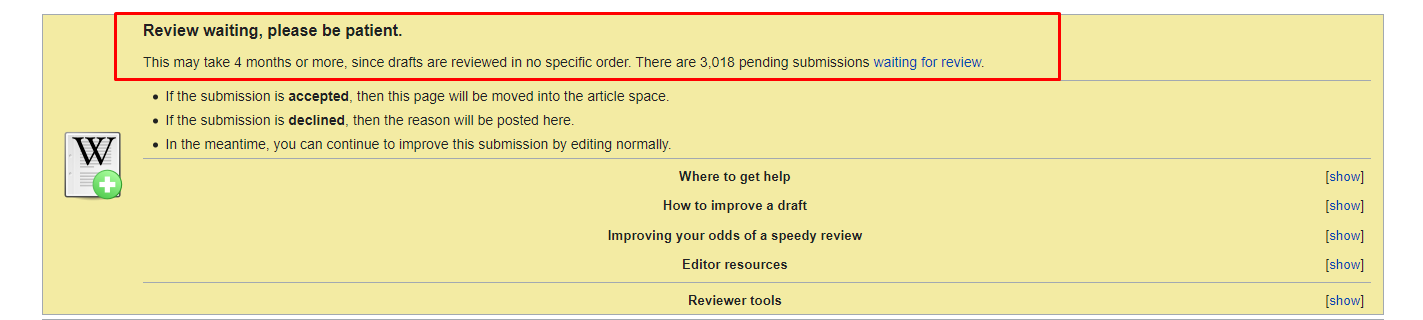 Review waiting, please be patient.
This may take 4 months or more, since drafts are reviewed in no specific order. There are 3,018 pending submissions waiting for review.
• If the submission is accepted, then this page will be moved into the article space.
• If the submission is declined, then the reason will be posted here.
• In the meantime, you can continue to improve this submission by editing normally.
W
Where to get help [show]
How to improve a draft [show]
Improving your odds of a speedy review [show]
Editor resources [show]
Reviewer tools [show]